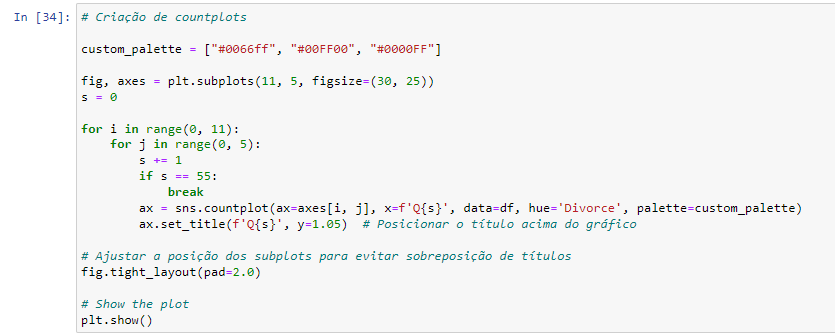 In [34]: # Criação de countplots
custom_palette = ["#0066ff", "#00FF00", "#0000FF"]
fig, axes = plt.subplots(11, 5, figsize=(30, 25))
s = 0
for i in range(0, 11):
    for j in range(0, 5):
        s += 1
        if s == 55:
            break
        ax = sns.countplot(ax=axes[i, j], x=f'Q{s}', data=df, hue='Divorce', palette=custom_palette)
        ax.set_title(f'Q{s}', y=1.05)  # Posicionar o título acima do gráfico
# Ajustar a posição dos subplots para evitar sobreposição de títulos
fig.tight_layout(pad=2.0)
# Show the plot
plt.show()